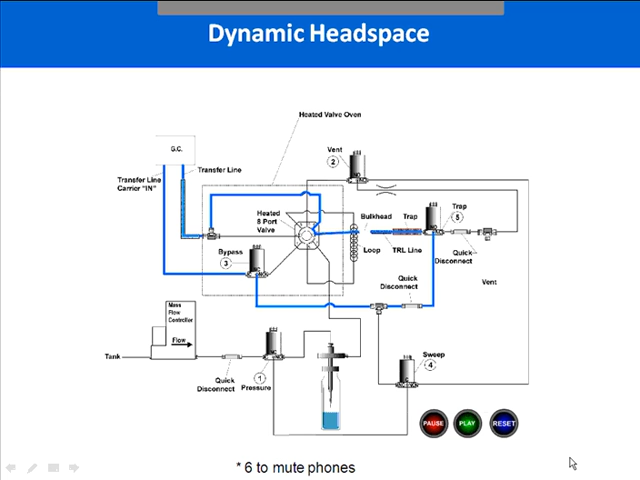 Dynamic Headspace
Heated Valve Oven
G.C.
Transfer Line
Transfer Line
Carrier "IN"
Vent
2
Heated
8 Port
Valve
Bulkhead
Trap
Trap
5
Loop
TRL Line
Quick
Disconnect
Bypass
3
Quick
Disconnect
Vent
Mass
Flow
Controller
Flow
Tank
Quick
Disconnect
1
Pressure
Sweep
4
PAUSE
PLAY
RESET
* 6 to mute phones